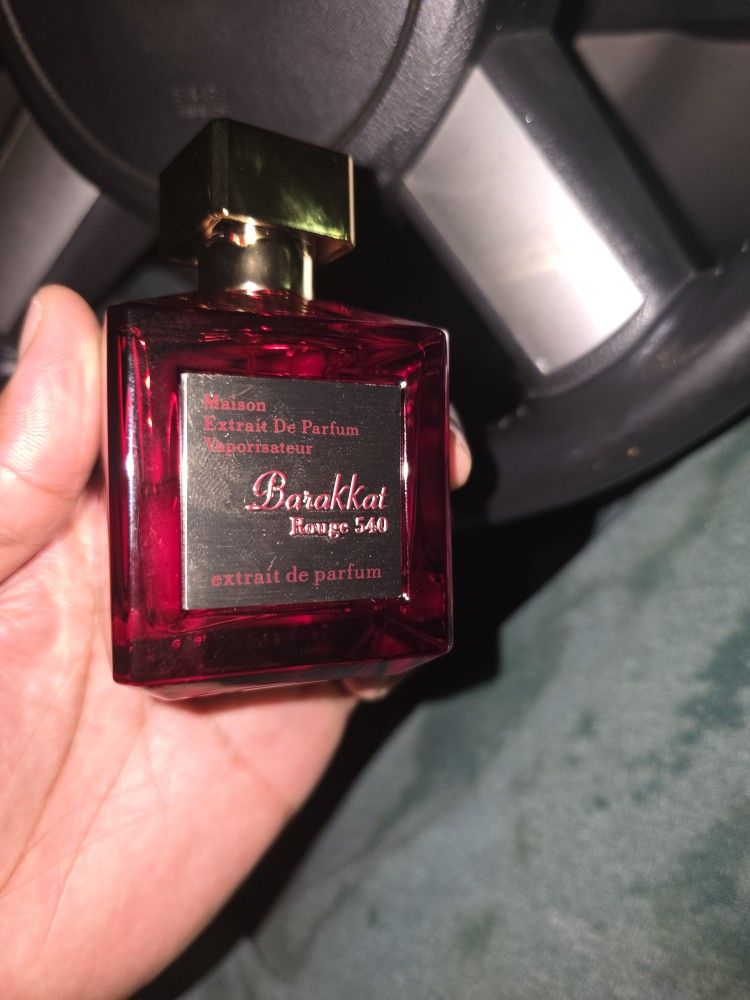 Maison
Extrait De Parfum
Vaporisateur
Barakkat
Rouge 540
extrait de parfum